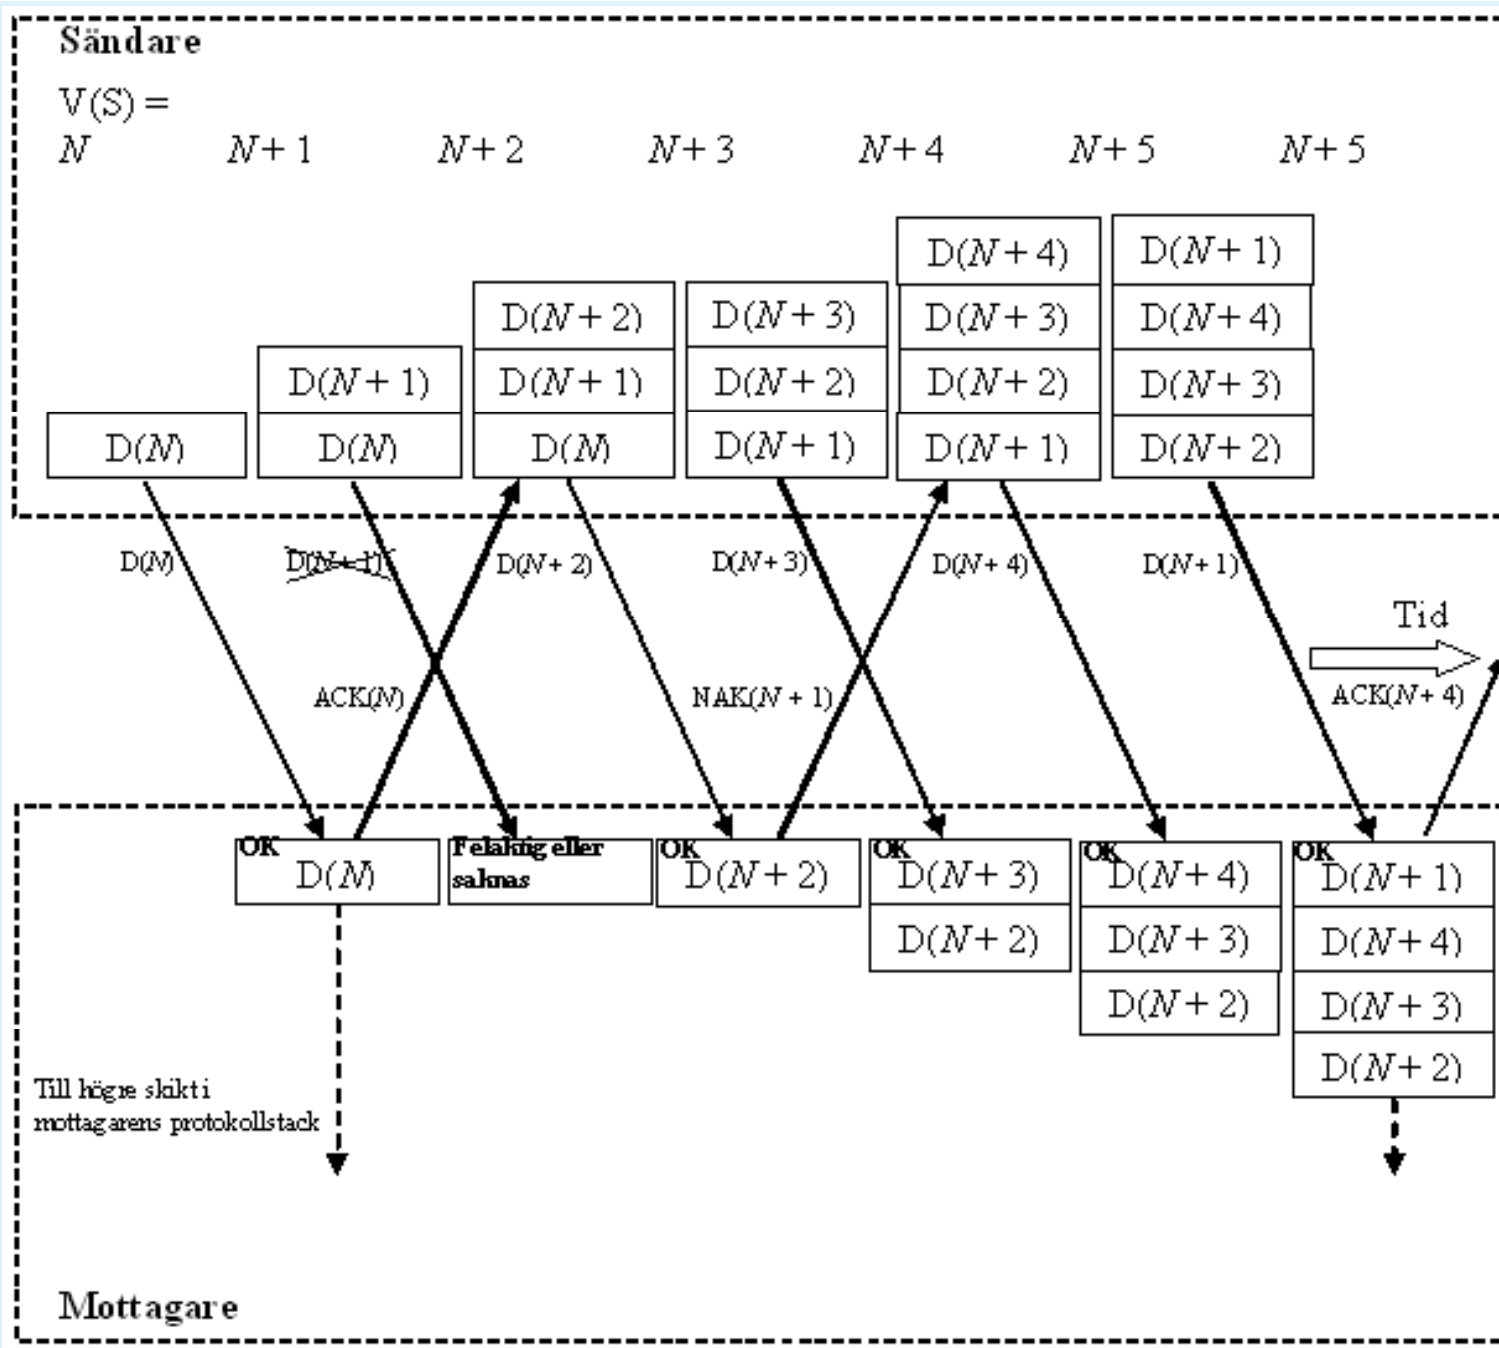 Sändare
V(S) =
N N+1 N+2 N+3 N+4 N+5 N+5
D(N+4) D(N+1)
D(N+2) D(N+3) D(N+3) D(N+4)
D(N+1) D(N+1) D(N+2) D(N+2) D(N+3)
D(N) D(N) D(N) D(N+1) D(N+1) D(N+2)
D(N) D(N+1) D(N+2) D(N+3) D(N+4) D(N+1)
Tid
ACK(N) NAK(N+1) ACK(N+4)
OK Felaktig eller OK OK OK OK
D(N) saknas D(N+2) D(N+3) D(N+4) D(N+1)
D(N+2) D(N+3) D(N+4)
D(N+2) D(N+3)
D(N+2)
Till högre skikt i
mottagarens protokollstack
Mottagare